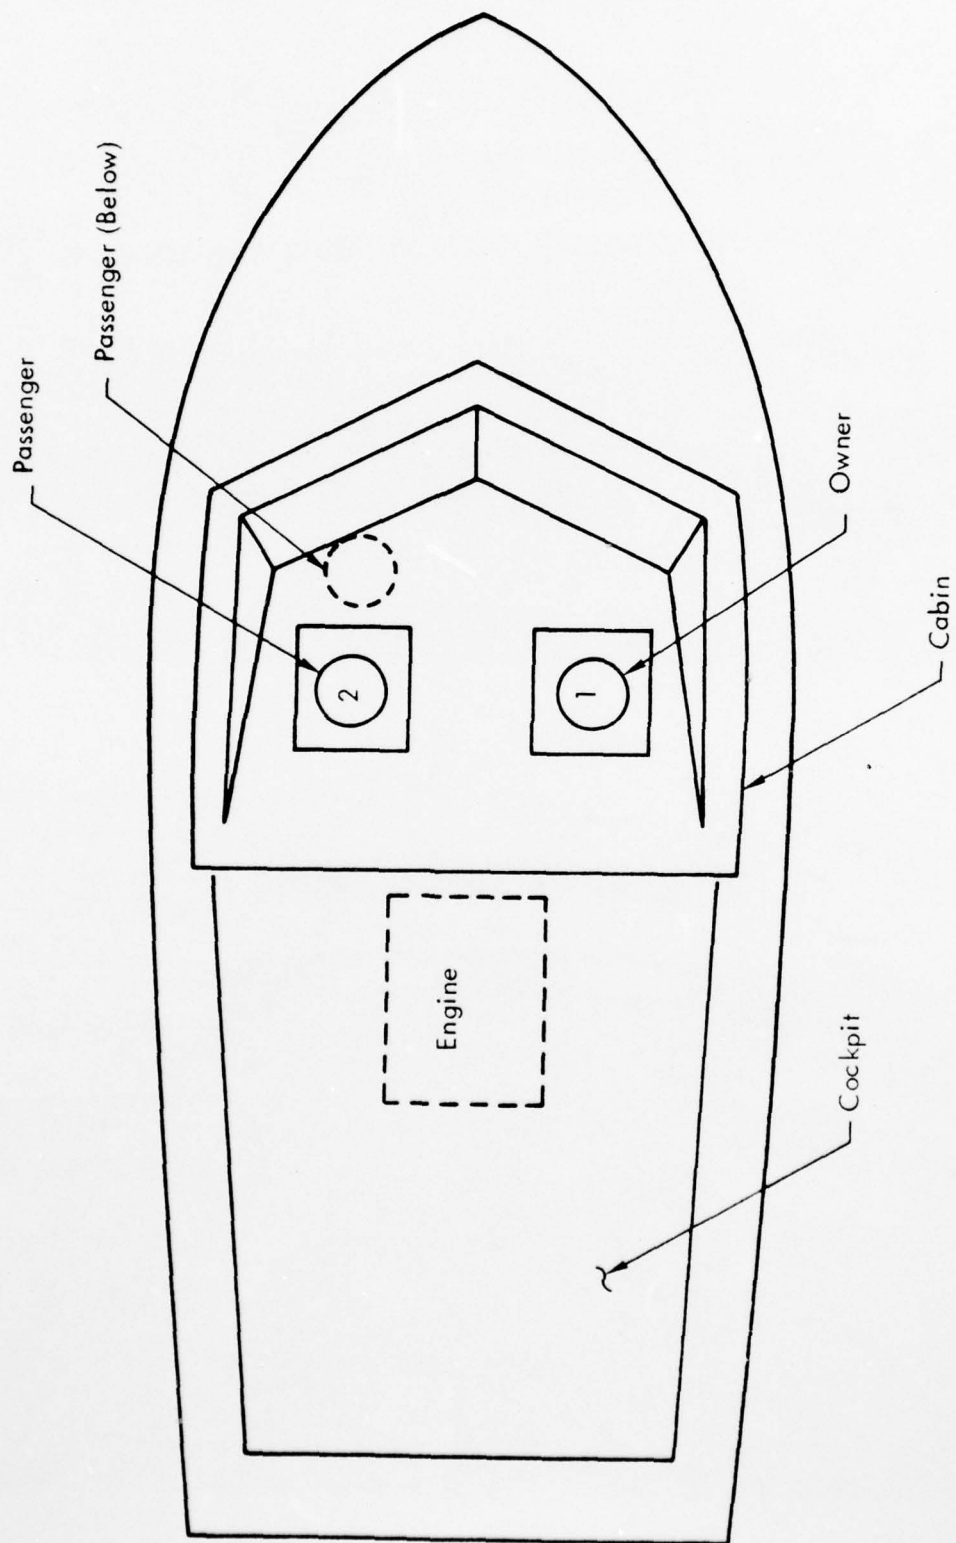 Passenger
Passenger (Below)
2
1
Owner
Cabin
Engine
Cockpit